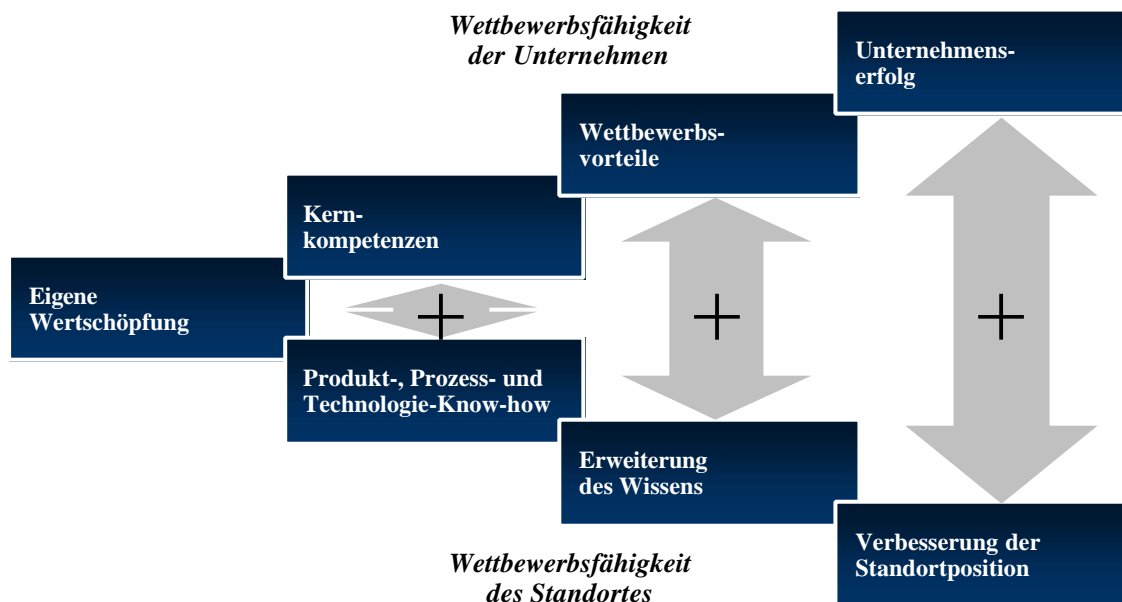 Wettbewerbsfähigkeit
der Unternehmen
Unternehmens-
erfolg
Wettbewerbs-
vorteile
Kern-
kompetenzen
Eigene
Wertschöpfung
Produkt-, Prozess- und
Technologie-Know-how
Erweiterung
des Wissens
Verbesserung der
Standortposition
Wettbewerbsfähigkeit
des Standortes